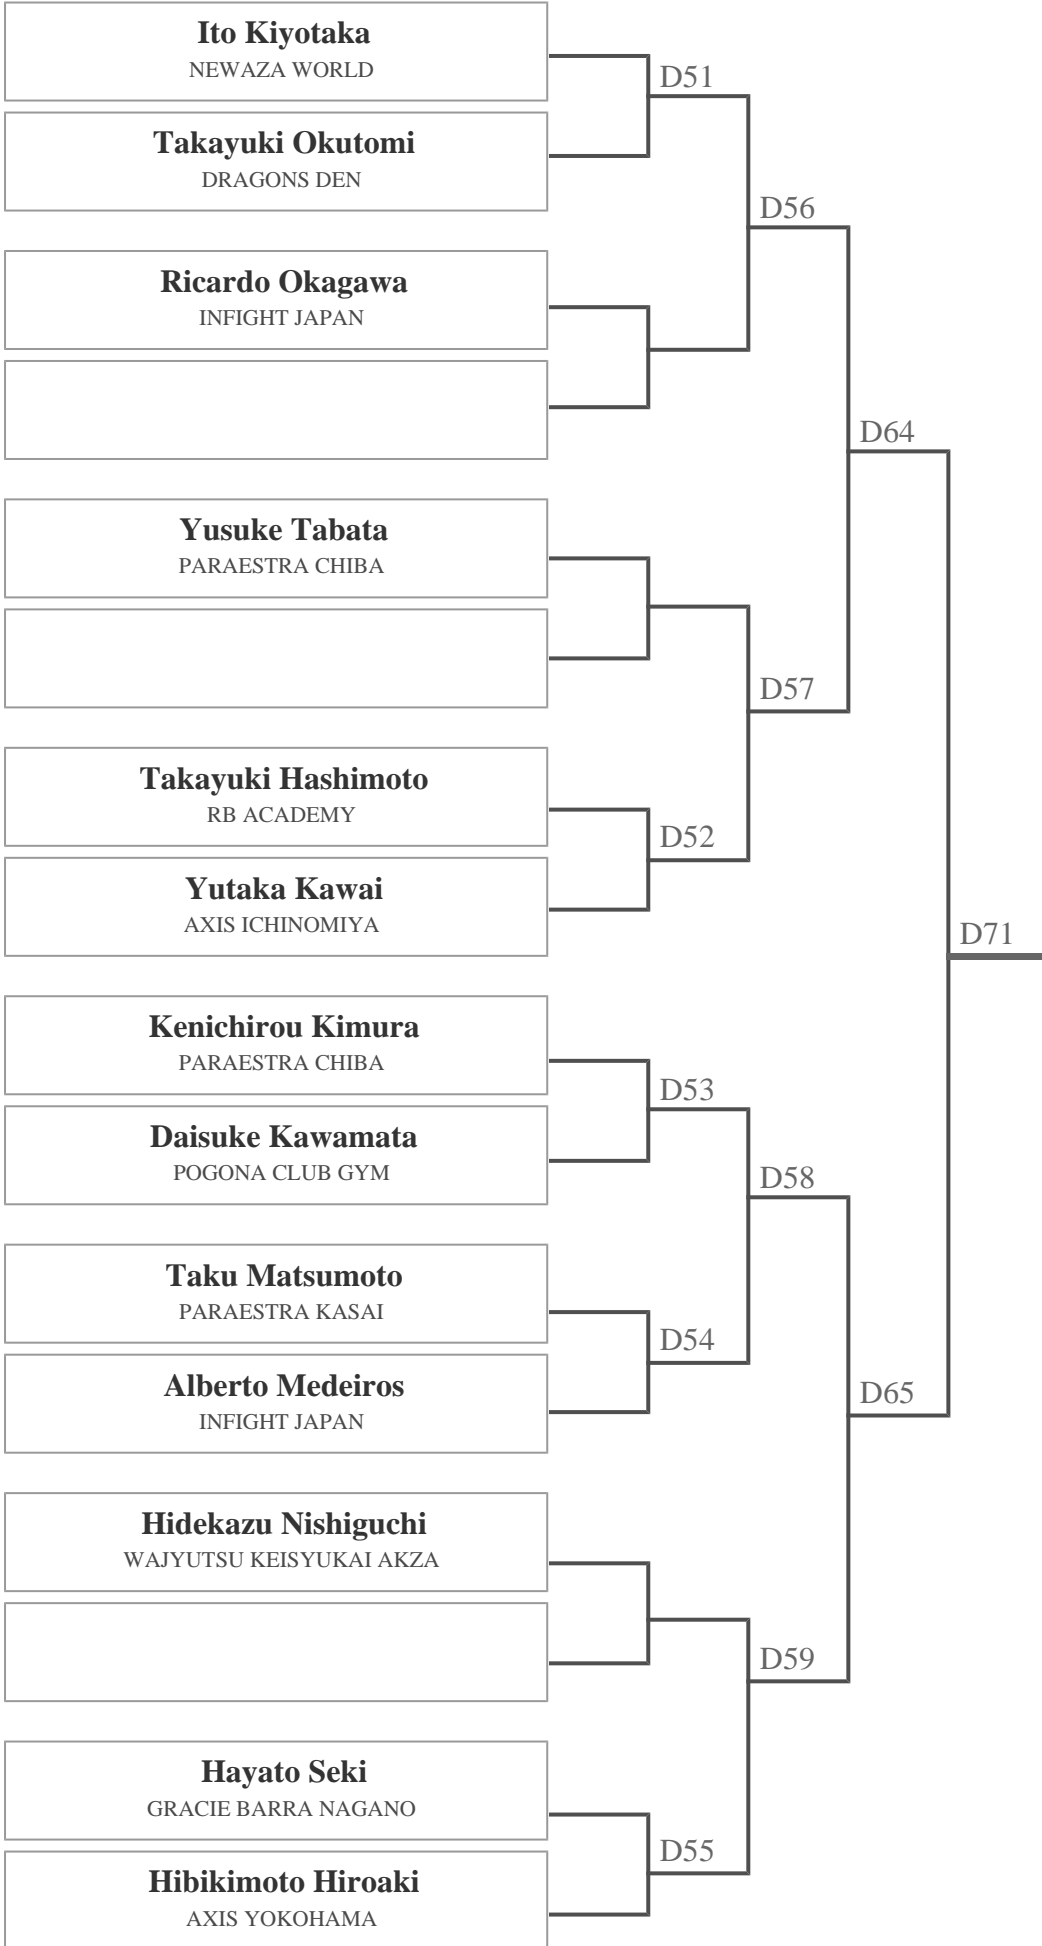 Ito Kiyotaka
NEWAZA WORLD
D51
Takayuki Okutomi
DRAGONS DEN
D56
Ricardo Okagawa
INFIGHT JAPAN
D64
Yusuke Tabata
PARAESTRA CHIBA
D57
Takayuki Hashimoto
RB ACADEMY
D52
Yutaka Kawai
AXIS ICHINOMIYA
D71
Kenichirou Kimura
PARAESTRA CHIBA
D53
Daisuke Kawamata
POGONA CLUB GYM
D58
Taku Matsumoto
PARAESTRA KASAI
D54
Alberto Medeiros
INFIGHT JAPAN
D65
Hidekazu Nishiguchi
WAJYUTSU KEISYUKAI AKZA
D59
Hayato Seki
GRACIE BARRA NAGANO
D55
Hibikimoto Hiroaki
AXIS YOKOHAMA